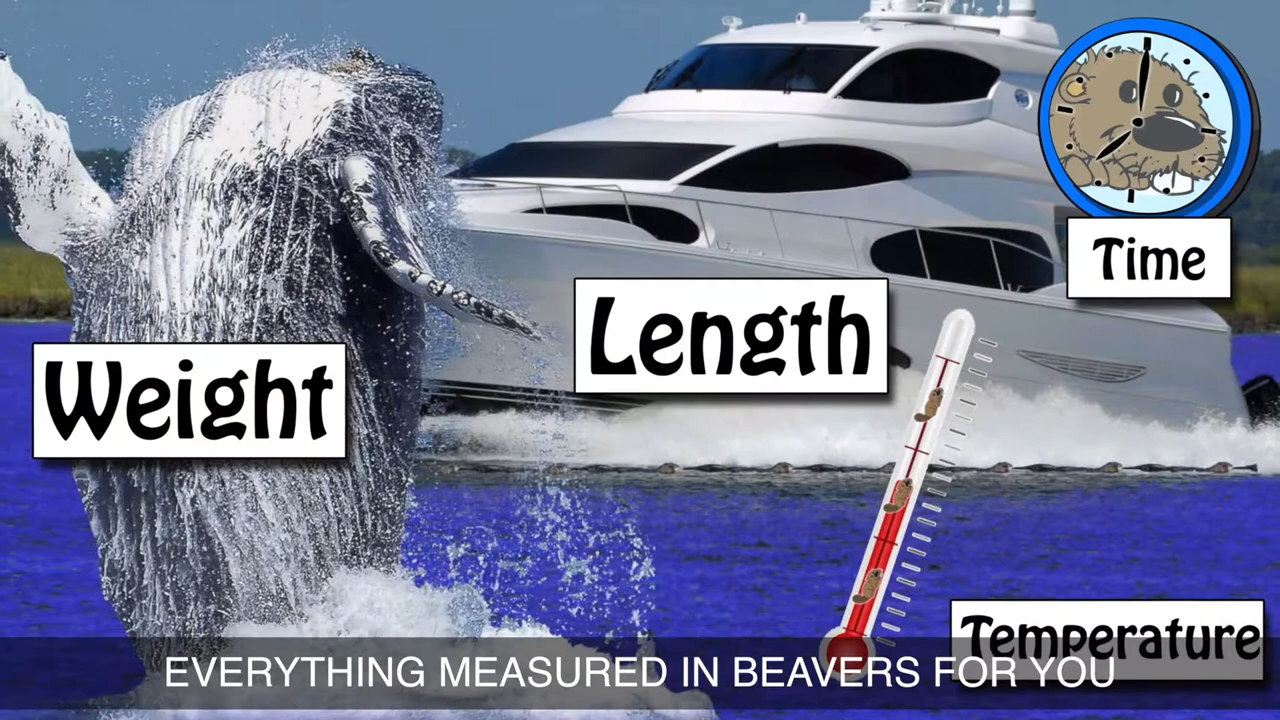 Time
Length
Weight
Temperature
EVERYTHING MEASURED IN BEAVERS FOR YOU